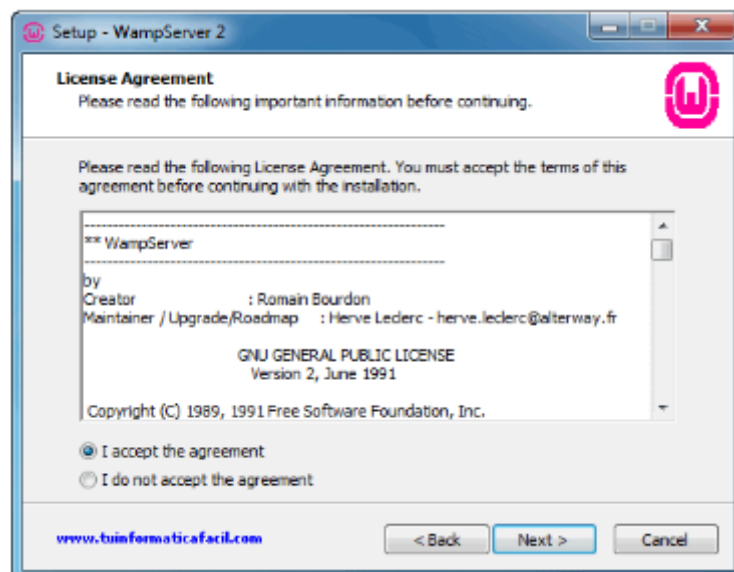 Setup - WampServer 2
License Agreement
Please read the following important information before continuing.
Please read the following License Agreement. You must accept the terms of this
agreement before continuing with the installation.
------------------------------------------------------------
** WampServer
------------------------------------------------------------
by
Creator : Romain Bourdon
Maintainer / Upgrade/Roadmap : Herve Leclerc - herve.leclerc@alterway.fr
GNU GENERAL PUBLIC LICENSE
Version 2, June 1991
Copyright (C) 1989, 1991 Free Software Foundation, Inc.
I accept the agreement
I do not accept the agreement
www.tuinformaticafacil.com
< Back Next > Cancel